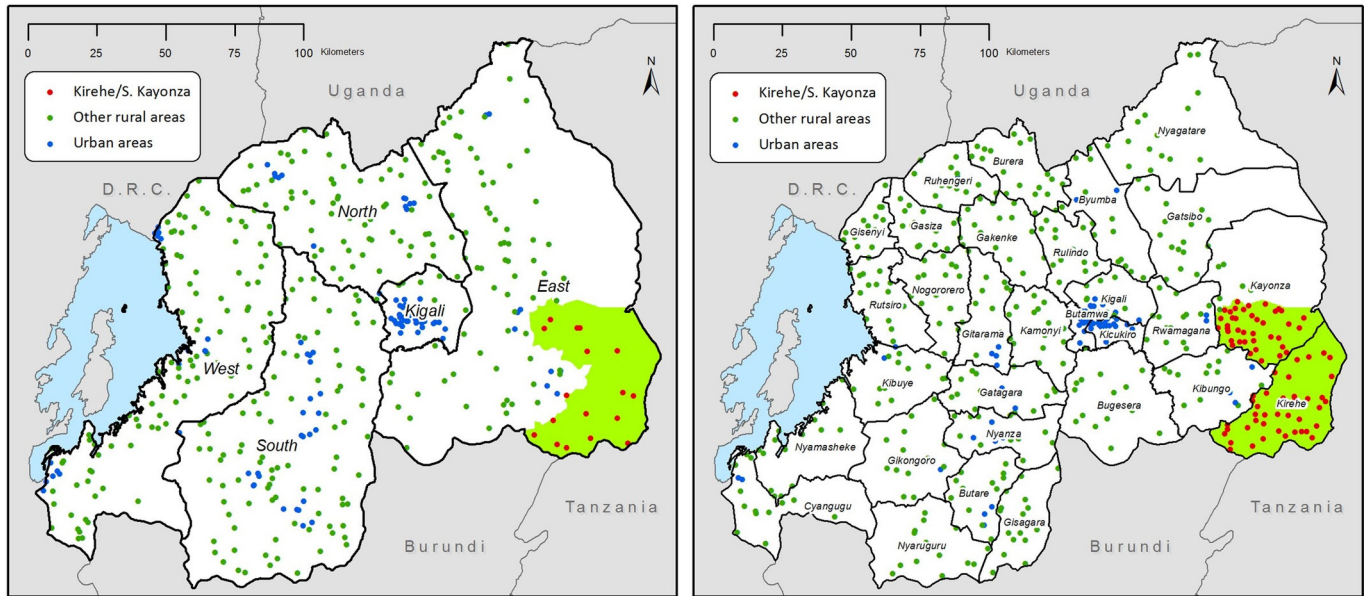 0 25 50 75 100 Kilometers
N
Kirehe/S. Kayonza
Other rural areas
Urban areas
Uganda
D.R.C.
North
East
Kigali
West
South
Tanzania
Burundi
0 25 50 75 100 Kilometers
N
Kirehe/S. Kayonza
Other rural areas
Urban areas
Uganda
Nyagatare
Burera
D.R.C.
Ruhengeri
Byumba
Gatsibo
Gisenyi
Gasiza
Gakenke
Rulindo
Kayonza
Nogororero
Rutsiro
Kigali
Butamwa
Gitarama
Kamonyi
Kicukiro
Rwamagana
Kibuye
Gatagara
Kibungo
Bugesera
Kirehe
Nyamasheke
Nyanza
Gikongoro
Butare
Cyangugu
Tanzania
Gisagara
Nyaruguru
Burundi